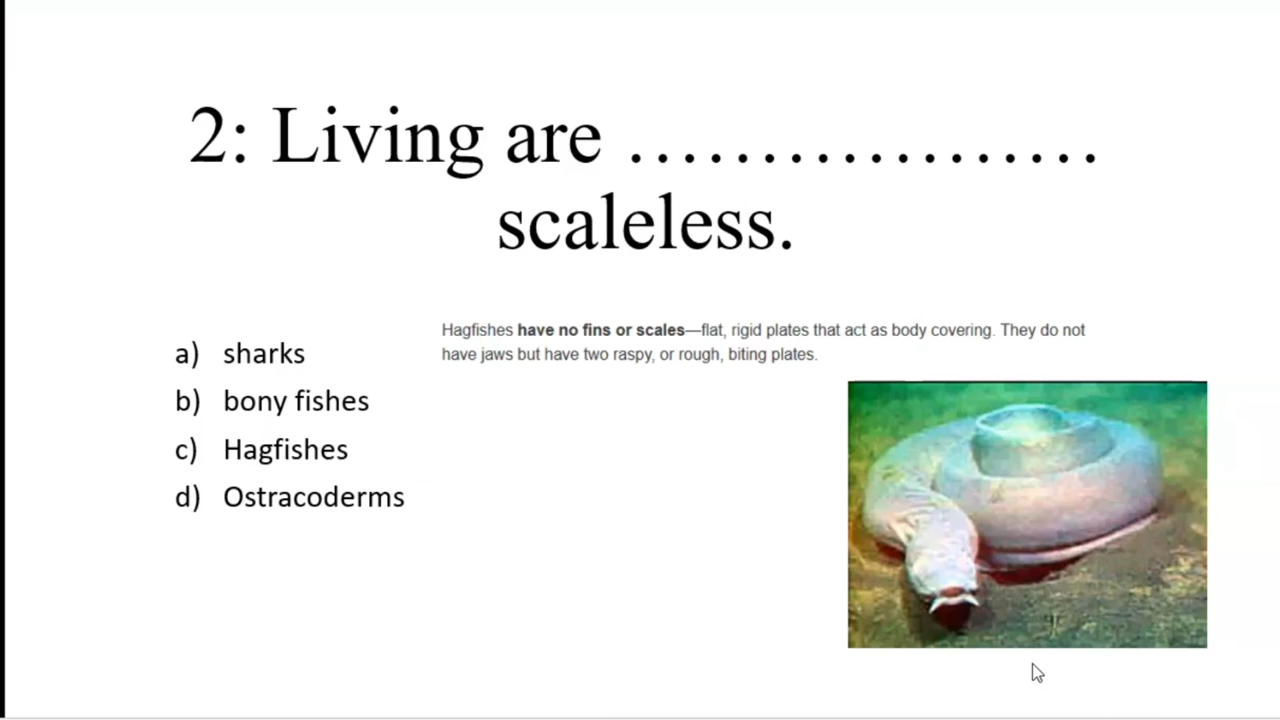 2: Living are ..................
scaleless.
Hagfishes have no fins or scales—flat, rigid plates that act as body covering. They do not
have jaws but have two raspy, or rough, biting plates.
a) sharks
b) bony fishes
c) Hagfishes
d) Ostracoderms